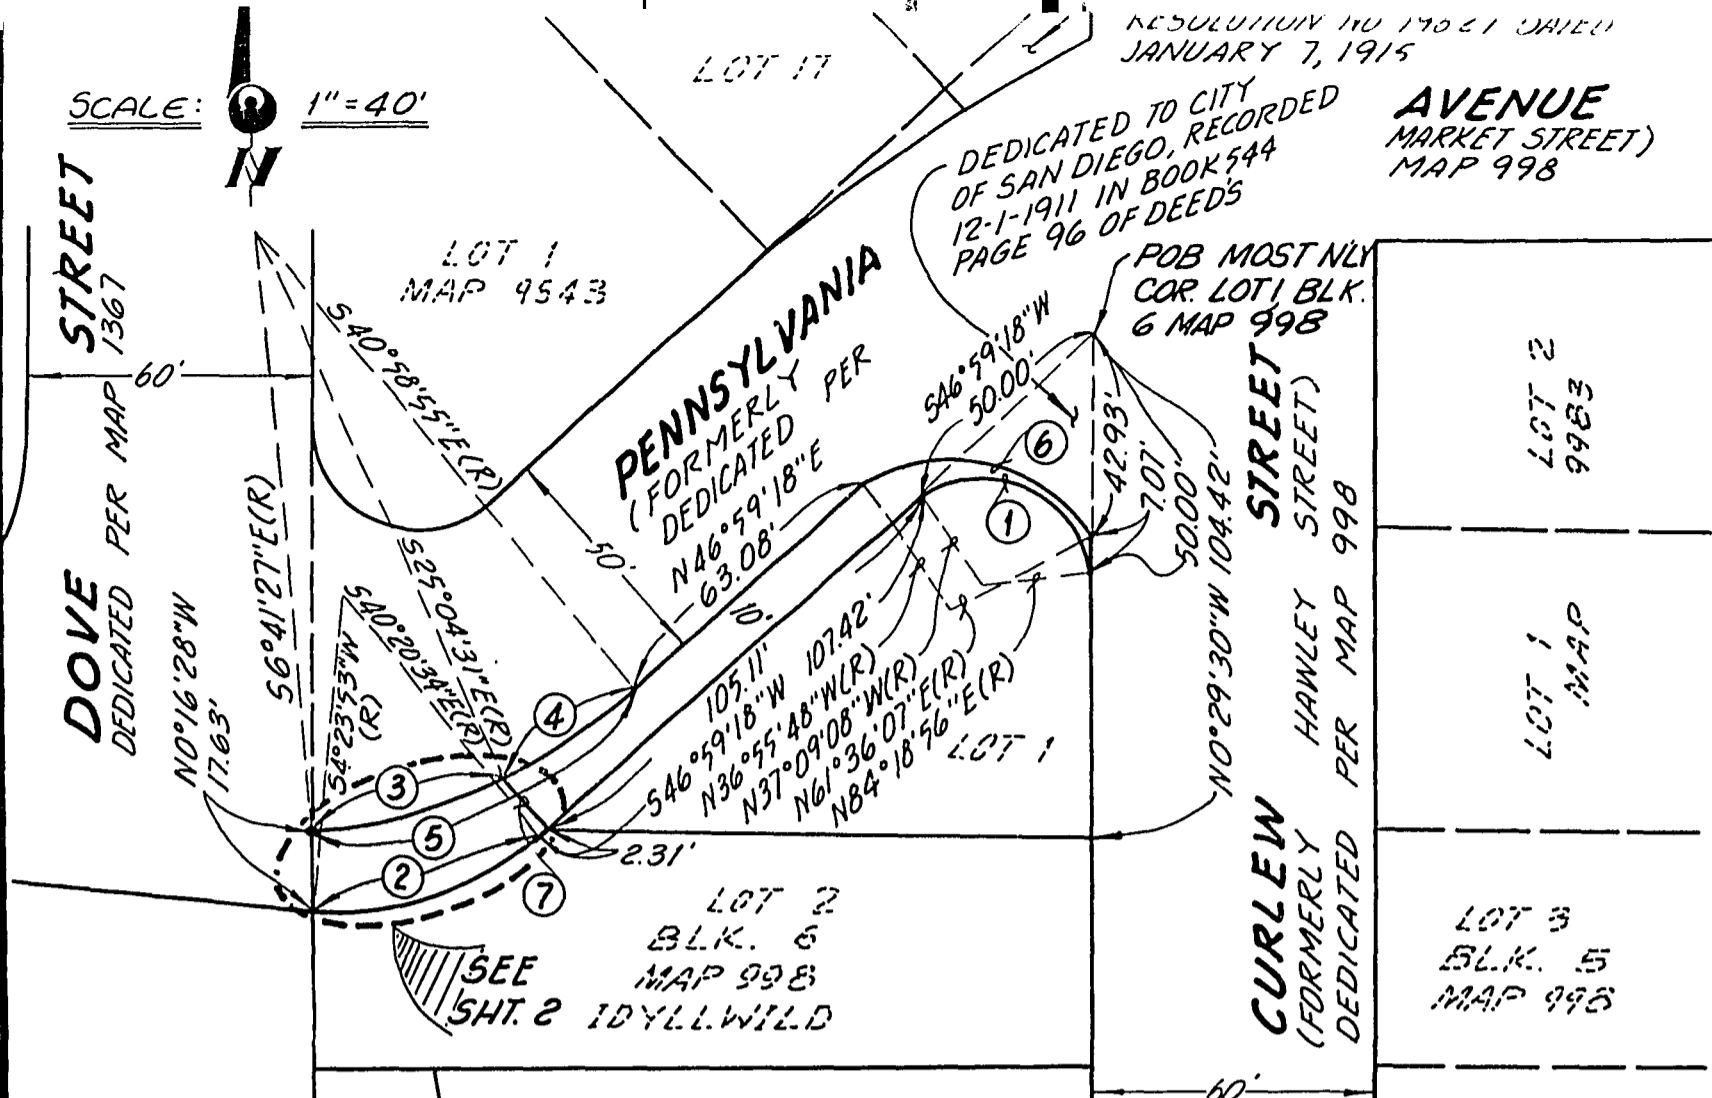 RESOLUTION NO 19821 DATED
JANUARY 7, 1915
SCALE: 1"=40'
N
LOT 17
AVENUE
MARKET STREET)
MAP 998
DEDICATED TO CITY
OF SAN DIEGO, RECORDED
12-1-1911 IN BOOK 544
PAGE 96 OF DEEDS
POB MOST NLY
COR. LOT 1 BLK.
6 MAP 998
LOT 1
MAP 9543
DOVE STREET
DEDICATED PER MAP 1367
60'
PENNSYLVANIA
(FORMERLY
DEDICATED PER
S40°58'55"E(R)
S6°41'27"E(R)
S25°04'31"E(R)
S40°20'34"E(R)
S4°23'53"W
(R)
N0°16'28"W
17.63'
50'
N46°59'18"E
63.08'
10'
S46°59'18"W
50.00'
42.93'
7.07'
50.00"
N0°29'30"W 104.42'
105.11'
S46°59'18"W 107.42'
N36°55'48"W(R)
N37°09'08"W(R)
N61°36'07"E(R)
N84°18'56"E(R)
2.31'
1
2
3
4
5
6
7
LOT 1
SEE
SHT. 2
LOT 2
BLK. 6
MAP 998
IDYLLWILD
CURLEW STREET
(FORMERLY HAWLEY STREET)
DEDICATED PER MAP 998
60'
LOT 2
9983
LOT 1
MAP
LOT 3
BLK. 5
MAP 998